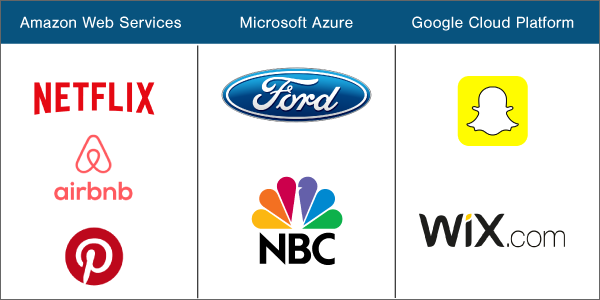 Amazon Web Services
Microsoft Azure
Google Cloud Platform
NETFLIX
airbnb
Ford
NBC
WiX.com